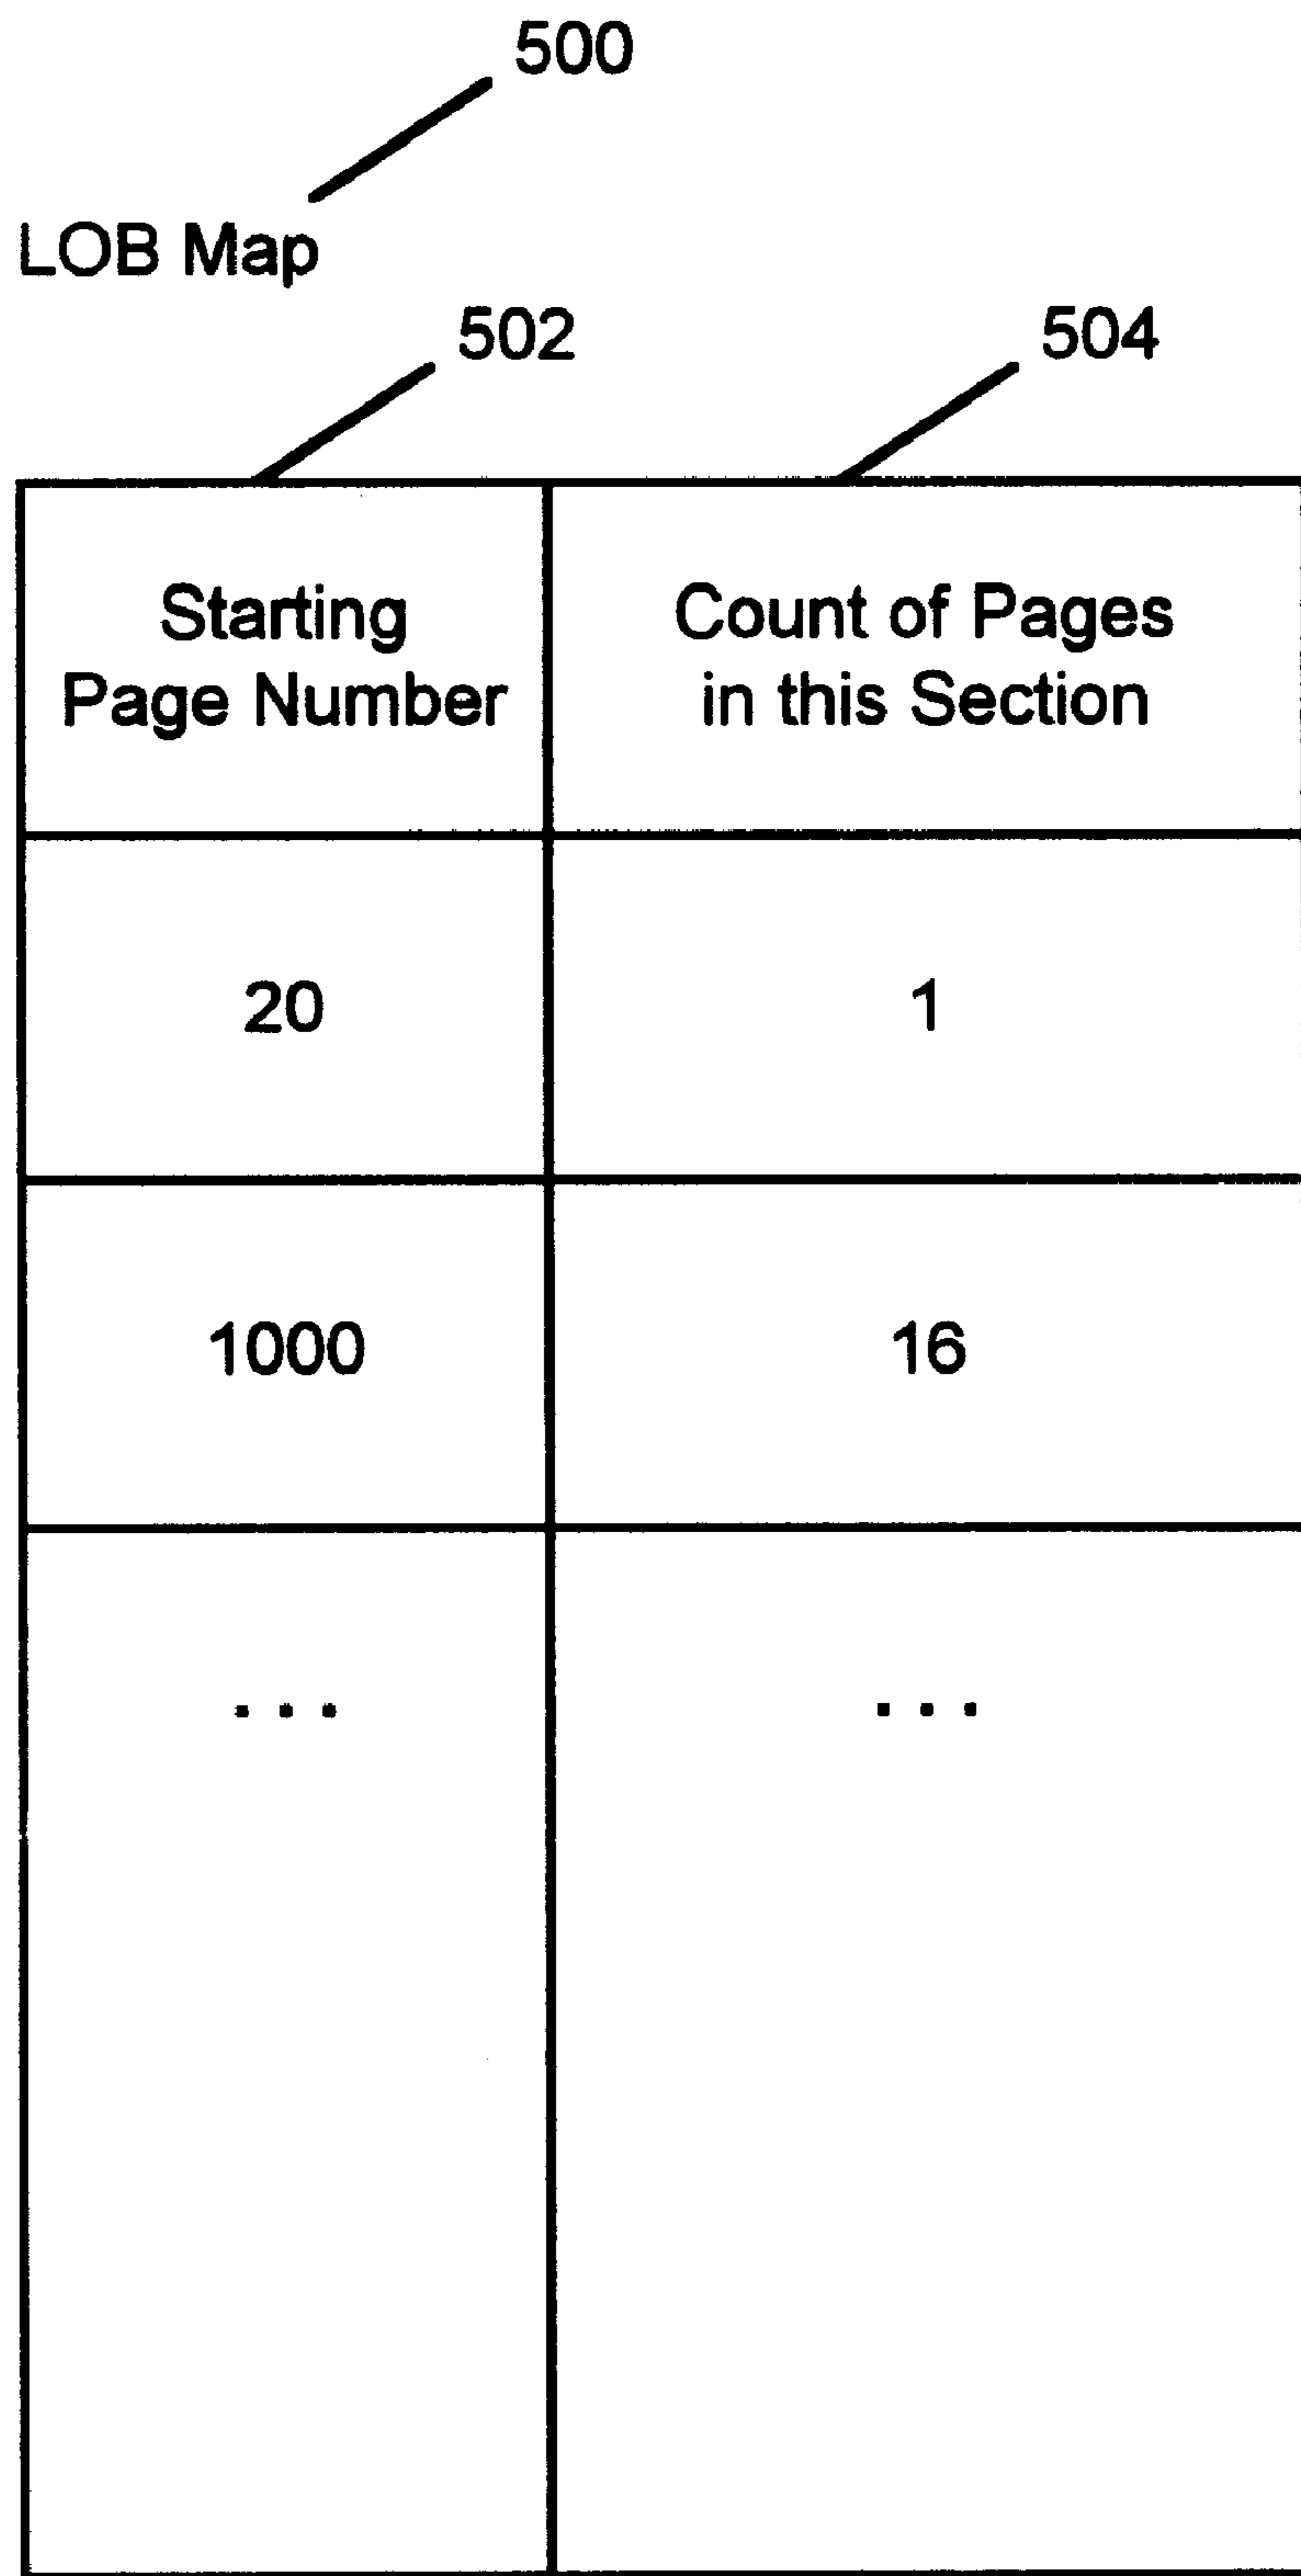 500
LOB Map
502 504
Starting
Page Number
Count of Pages
in this Section
20 1
1000 16
... ...